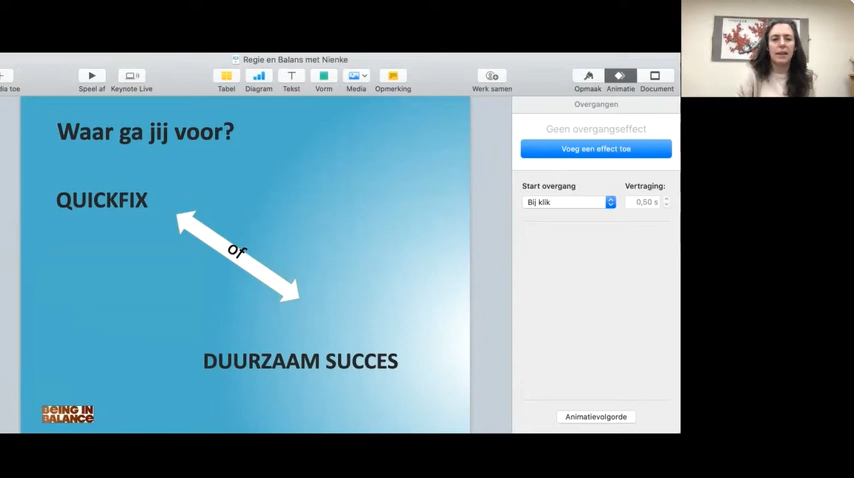 Regie en Balans met Nienke
dia toe
Speel af
Keynote Live
Tabel
Diagram
Tekst
Vorm
Media
Opmerking
Werk samen
Opmaak
Animatie
Document
Waar ga jij voor?
QUICKFIX
of
DUURZAAM SUCCES
BEING IN
BALANCE
Overgangen
Geen overgangseffect
Voeg een effect toe
Start overgang
Vertraging:
Bij klik
0,50 s
Animatievolgorde